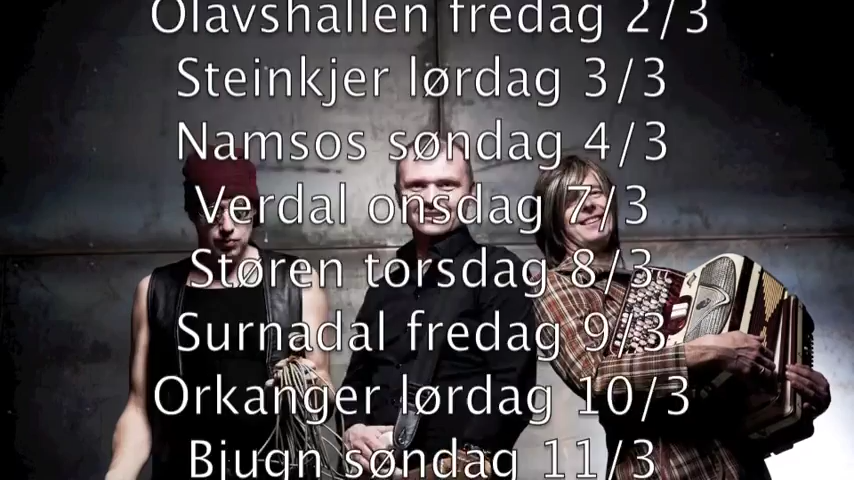 Olavshallen fredag 2/3
Steinkjer lørdag 3/3
Namsos søndag 4/3
Verdal onsdag 7/3
Støren torsdag 8/3
Surnadal fredag 9/3
Orkanger lørdag 10/3
Bjugn søndag 11/3